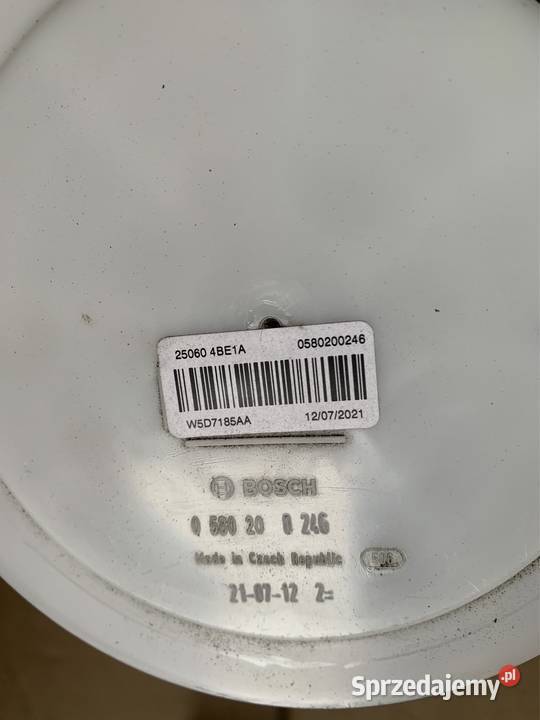 25060 4BE1A 0580200246
W5D7185AA 12/07/2021
BOSCH
0 580 20 0 246
Made in Czech Republic
21-07-12 2=
Sprzedajemy.pl